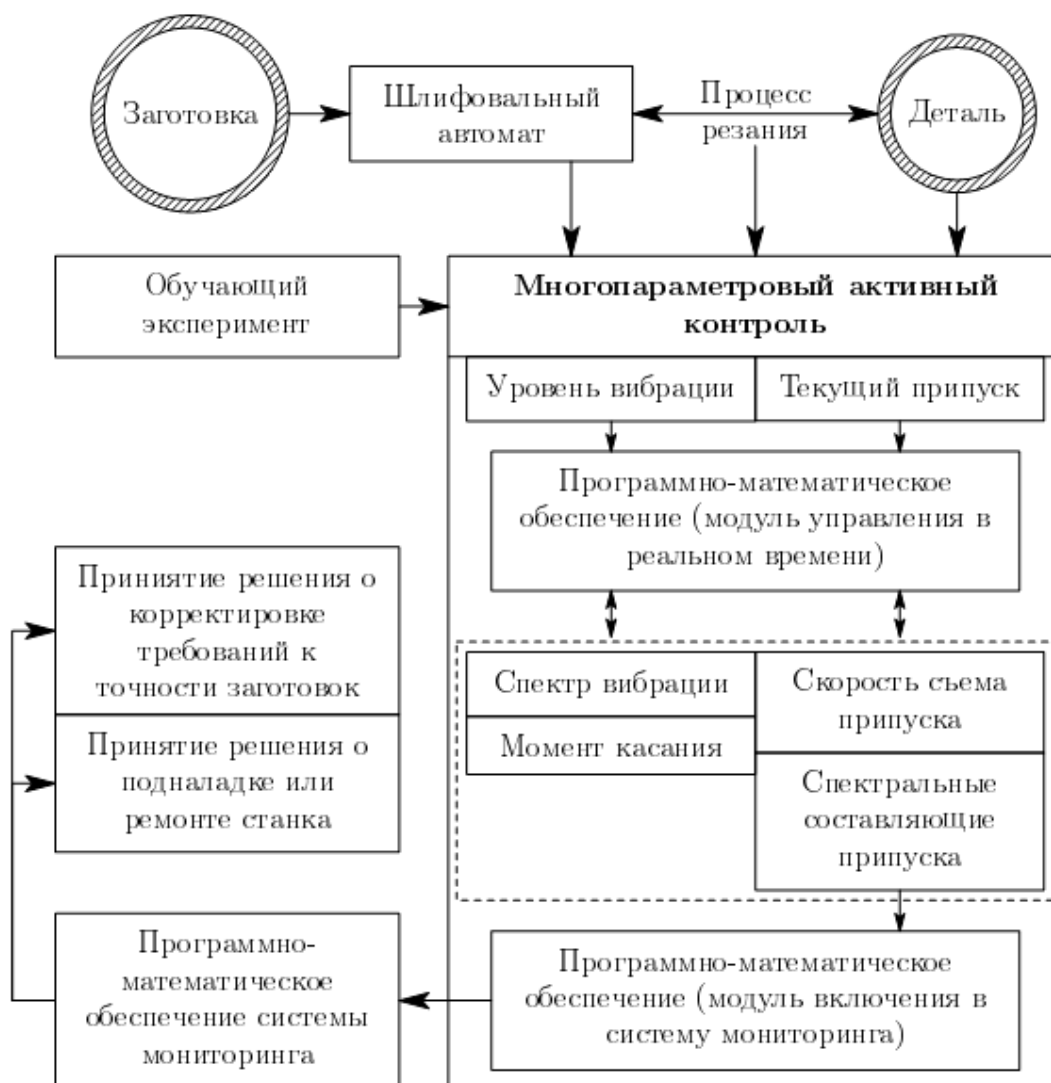 Заготовка
Шлифовальный
автомат
Процесс
резания
Деталь
Обучающий
эксперимент
Многопараметровый активный
контроль
Уровень вибрации
Текущий припуск
Программно-математическое
обеспечение (модуль управления в
реальном времени)
Приниятие решения о
корректировке
требований к
точности заготовок
Принятие решения о
подналадке или
ремонте станка
Спектр вибрации
Момент касания
Скорость съема
припуска
Спектральные
составляющие
припуска
Программно-
математическое
обеспечение системы
мониторинга
Программно-математическое
обеспечение (модуль включения в
систему мониторинга)